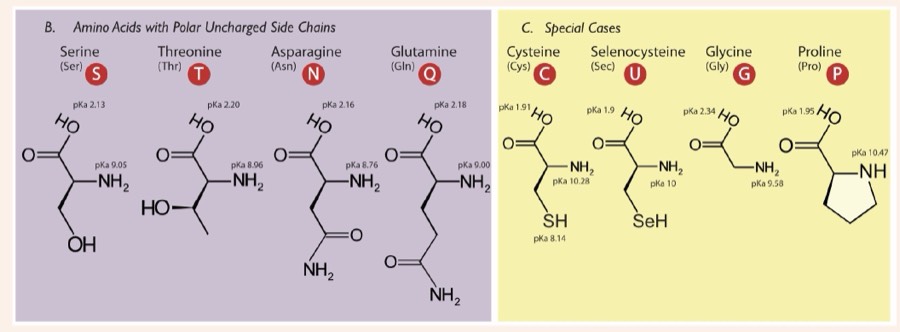 B. Amino Acids with Polar Uncharged Side Chains
Serine
(Ser) S
Threonine
(Thr) T
Asparagine
(Asn) N
Glutamine
(Gln) Q
pKa 2.13
HO
O
pKa 9.05
NH2
OH
pKa 2.20
HO
O
pKa 8.96
NH2
HO
pKa 2.16
HO
O
pKa 8.76
NH2
O
NH2
pKa 2.18
HO
O
pKa 9.00
NH2
O
NH2
C. Special Cases
Cysteine
(Cys) C
Selenocysteine
(Sec) U
Glycine
(Gly) G
Proline
(Pro) P
pKa 1.91
HO
O
NH2
pKa 10.28
SH
pKa 8.14
pKa 1.9
HO
O
NH2
pKa 10
SeH
pKa 2.34
HO
O
NH2
pKa 9.58
pKa 1.95
HO
O
pKa 10.47
NH